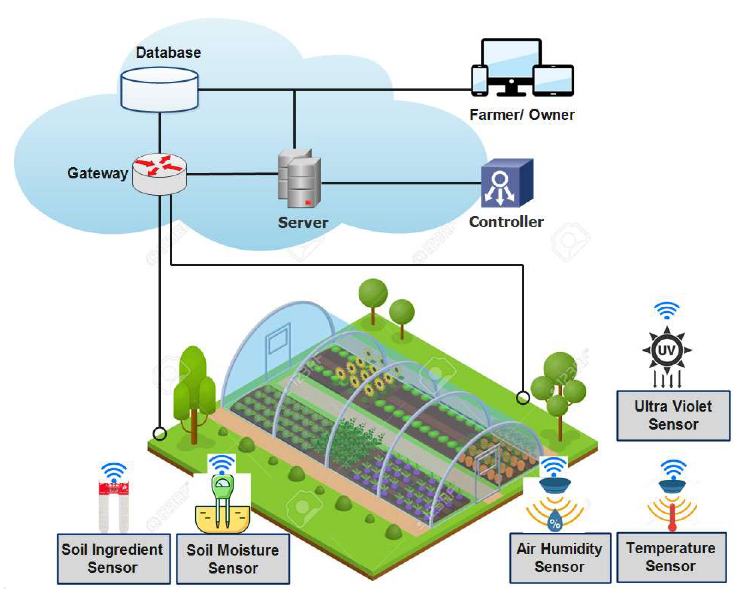 Database
Farmer/ Owner
Gateway
Server
Controller
UV
Ultra Violet
Sensor
Soil Ingredient
Sensor
Soil Moisture
Sensor
%
Air Humidity
Sensor
Temperature
Sensor